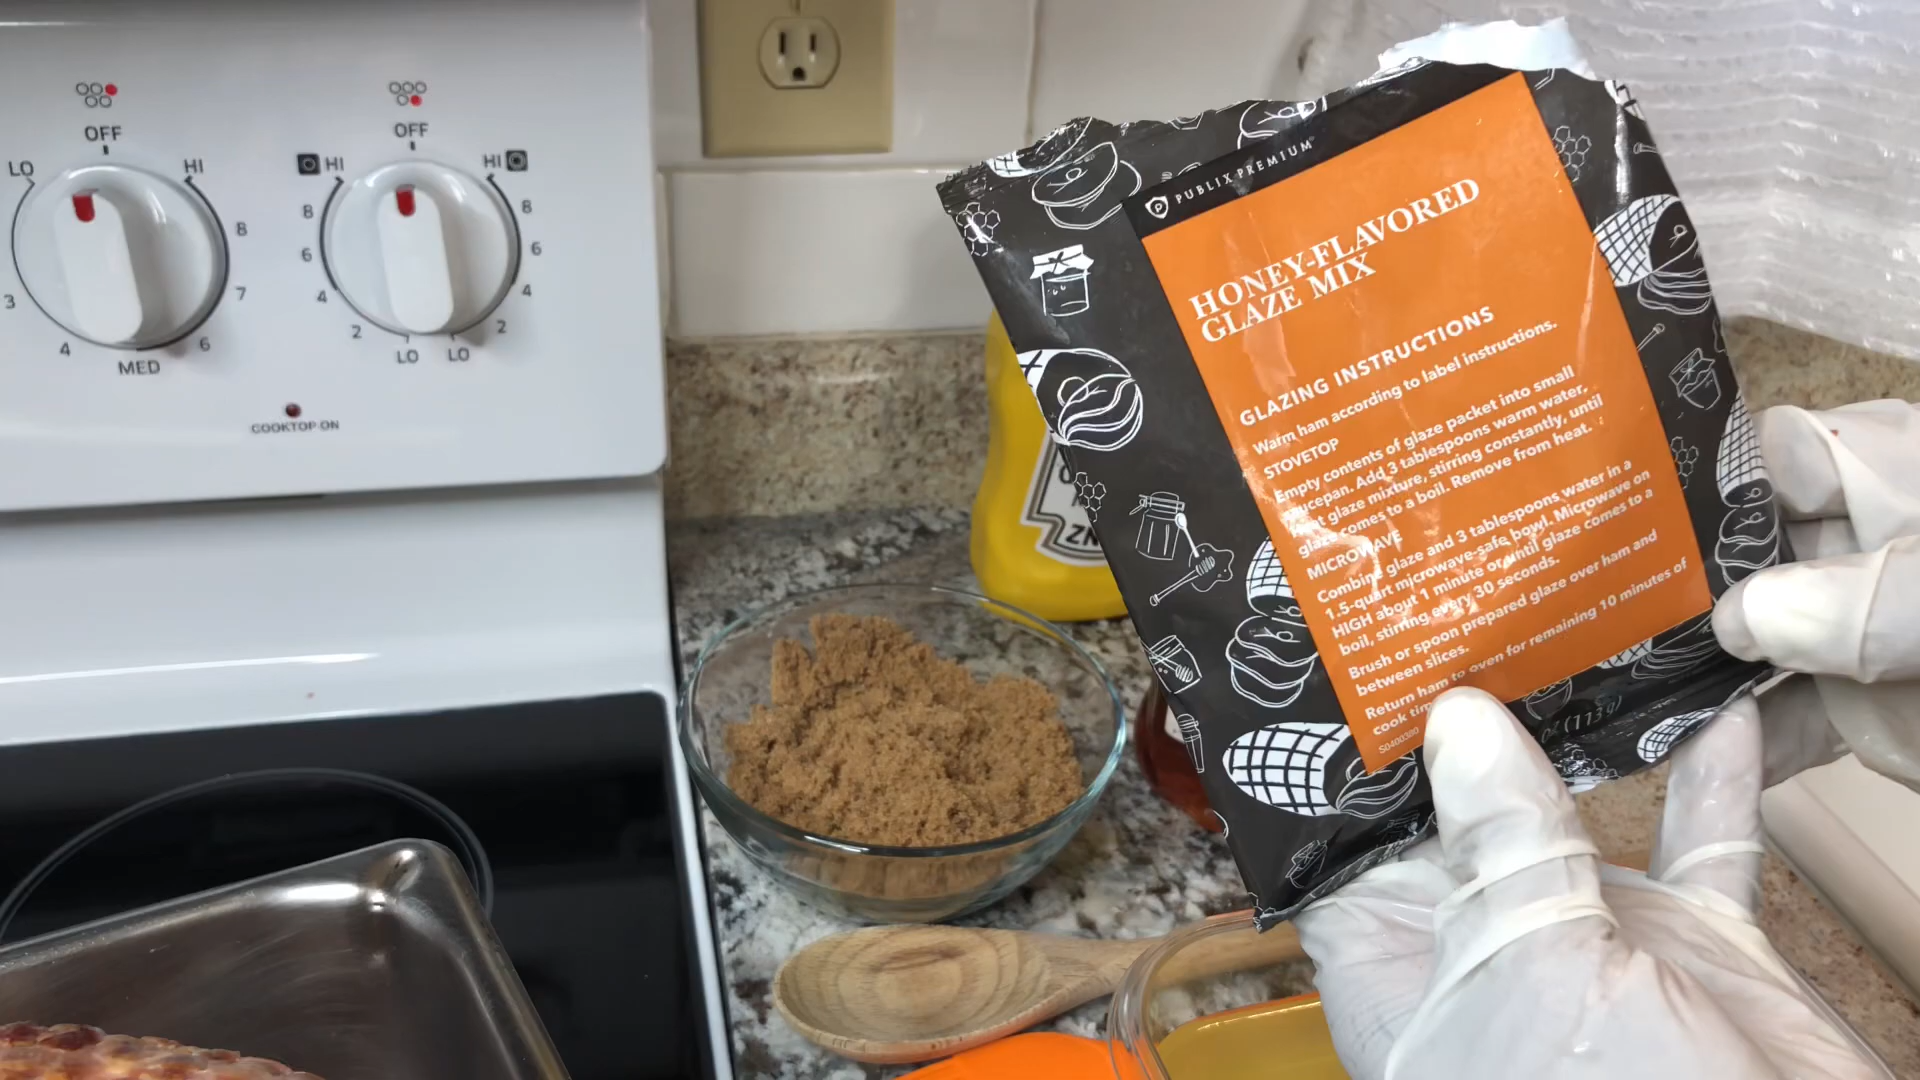 OFF
LO
HI
8
7
6
MED
4
3
OFF
HI
HI
8
8
6
6
4
4
2
2
LO
LO
COOKTOP ON
PUBLIX PREMIUM
HONEY-FLAVORED
GLAZE MIX
GLAZING INSTRUCTIONS
Warm ham according to label instructions.
STOVETOP
Empty contents of glaze packet into small
saucepan. Add 3 tablespoons warm water,
glaze mixture, stirring constantly, until
glaze comes to a boil. Remove from heat.
MICROWAVE
Combine glaze and 3 tablespoons water in a
1.5-quart microwave-safe bowl. Microwave on
HIGH about 1 minute or until glaze comes to a
boil, stirring every 30 seconds.
Brush or spoon prepared glaze over ham and
between slices.
Return ham to oven for remaining 10 minutes of
cook
(113g)